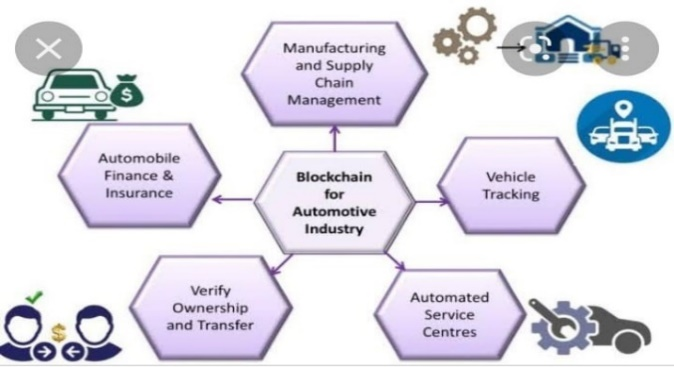 Manufacturing
and Supply
Chain
Management
Automobile
Finance &
Insurance
Blockchain
for
Automotive
Industry
Vehicle
Tracking
Verify
Ownership
and Transfer
Automated
Service
Centres
$
$